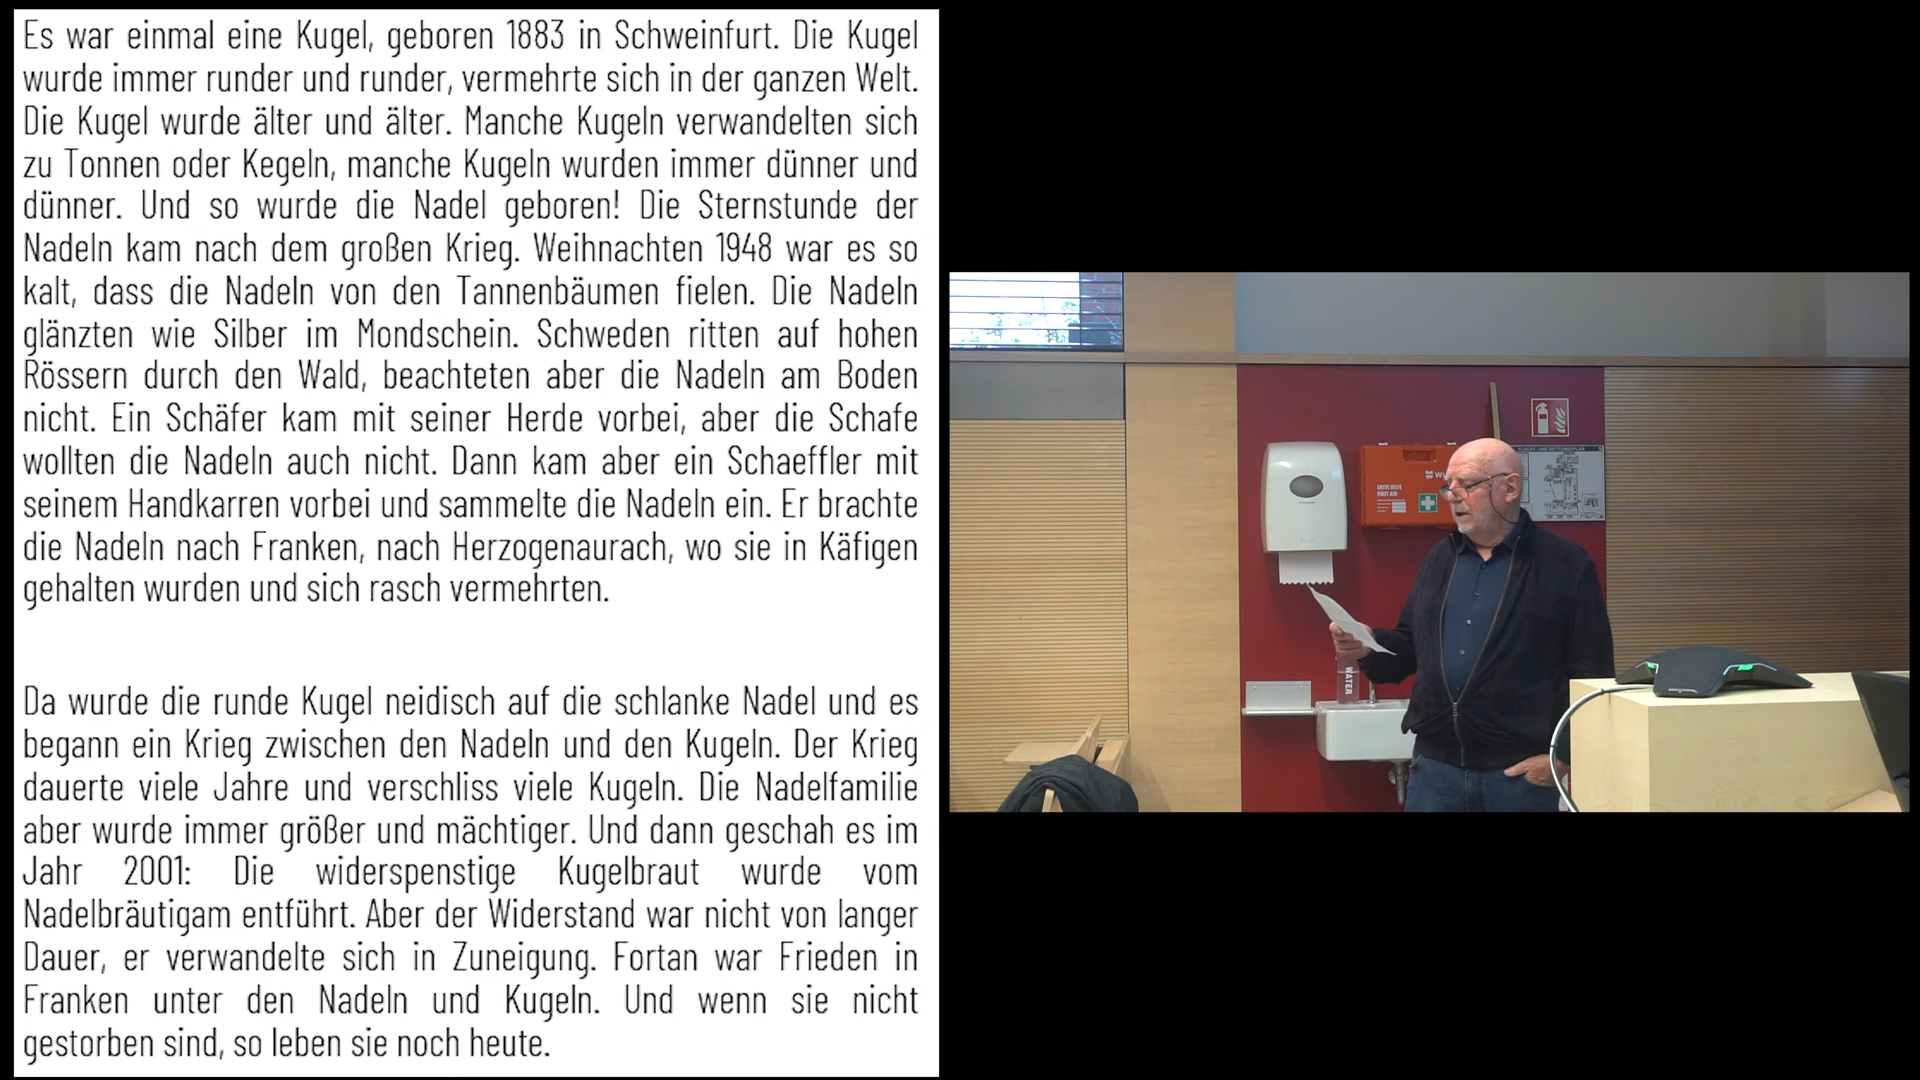 Es war einmal eine Kugel, geboren 1883 in Schweinfurt. Die Kugel
wurde immer runder und runder, vermehrte sich in der ganzen Welt.
Die Kugel wurde älter und älter. Manche Kugeln verwandelten sich
zu Tonnen oder Kegeln, manche Kugeln wurden immer dünner und
dünner. Und so wurde die Nadel geboren! Die Sternstunde der
Nadeln kam nach dem großen Krieg. Weihnachten 1948 war es so
kalt, dass die Nadeln von den Tannenbäumen fielen. Die Nadeln
glänzten wie Silber im Mondschein. Schweden ritten auf hohen
Rössern durch den Wald, beachteten aber die Nadeln am Boden
nicht. Ein Schäfer kam mit seiner Herde vorbei, aber die Schafe
wollten die Nadeln auch nicht. Dann kam aber ein Schaeffler mit
seinem Handkarren vorbei und sammelte die Nadeln ein. Er brachte
die Nadeln nach Franken, nach Herzogenaurach, wo sie in Käfigen
gehalten wurden und sich rasch vermehrten.
Da wurde die runde Kugel neidisch auf die schlanke Nadel und es
begann ein Krieg zwischen den Nadeln und den Kugeln. Der Krieg
dauerte viele Jahre und verschliss viele Kugeln. Die Nadelfamilie
aber wurde immer größer und mächtiger. Und dann geschah es im
Jahr 2001: Die widerspenstige Kugelbraut wurde vom
Nadelbräutigam entführt. Aber der Widerstand war nicht von langer
Dauer, er verwandelte sich in Zuneigung. Fortan war Frieden in
Franken unter den Nadeln und Kugeln. Und wenn sie nicht
gestorben sind, so leben sie noch heute.
ERSTE HILFE
FIRST AID
WATER